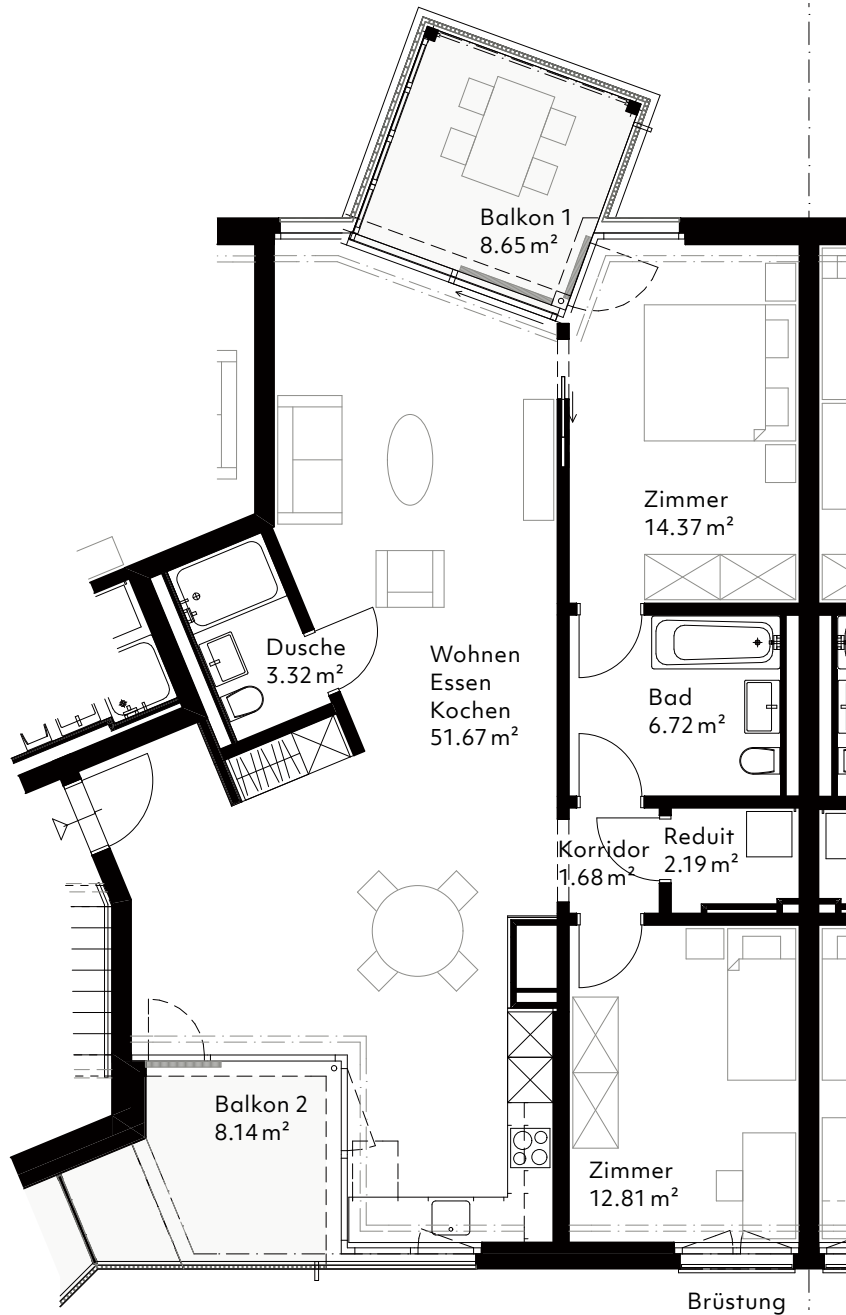 Balkon 1
8.65 m²
Zimmer
14.37 m²
Dusche
3.32 m²
Wohnen
Essen
Kochen
51.67 m²
Bad
6.72 m²
Korridor
1.68 m²
Reduit
2.19 m²
Balkon 2
8.14 m²
Zimmer
12.81 m²
Brüstung